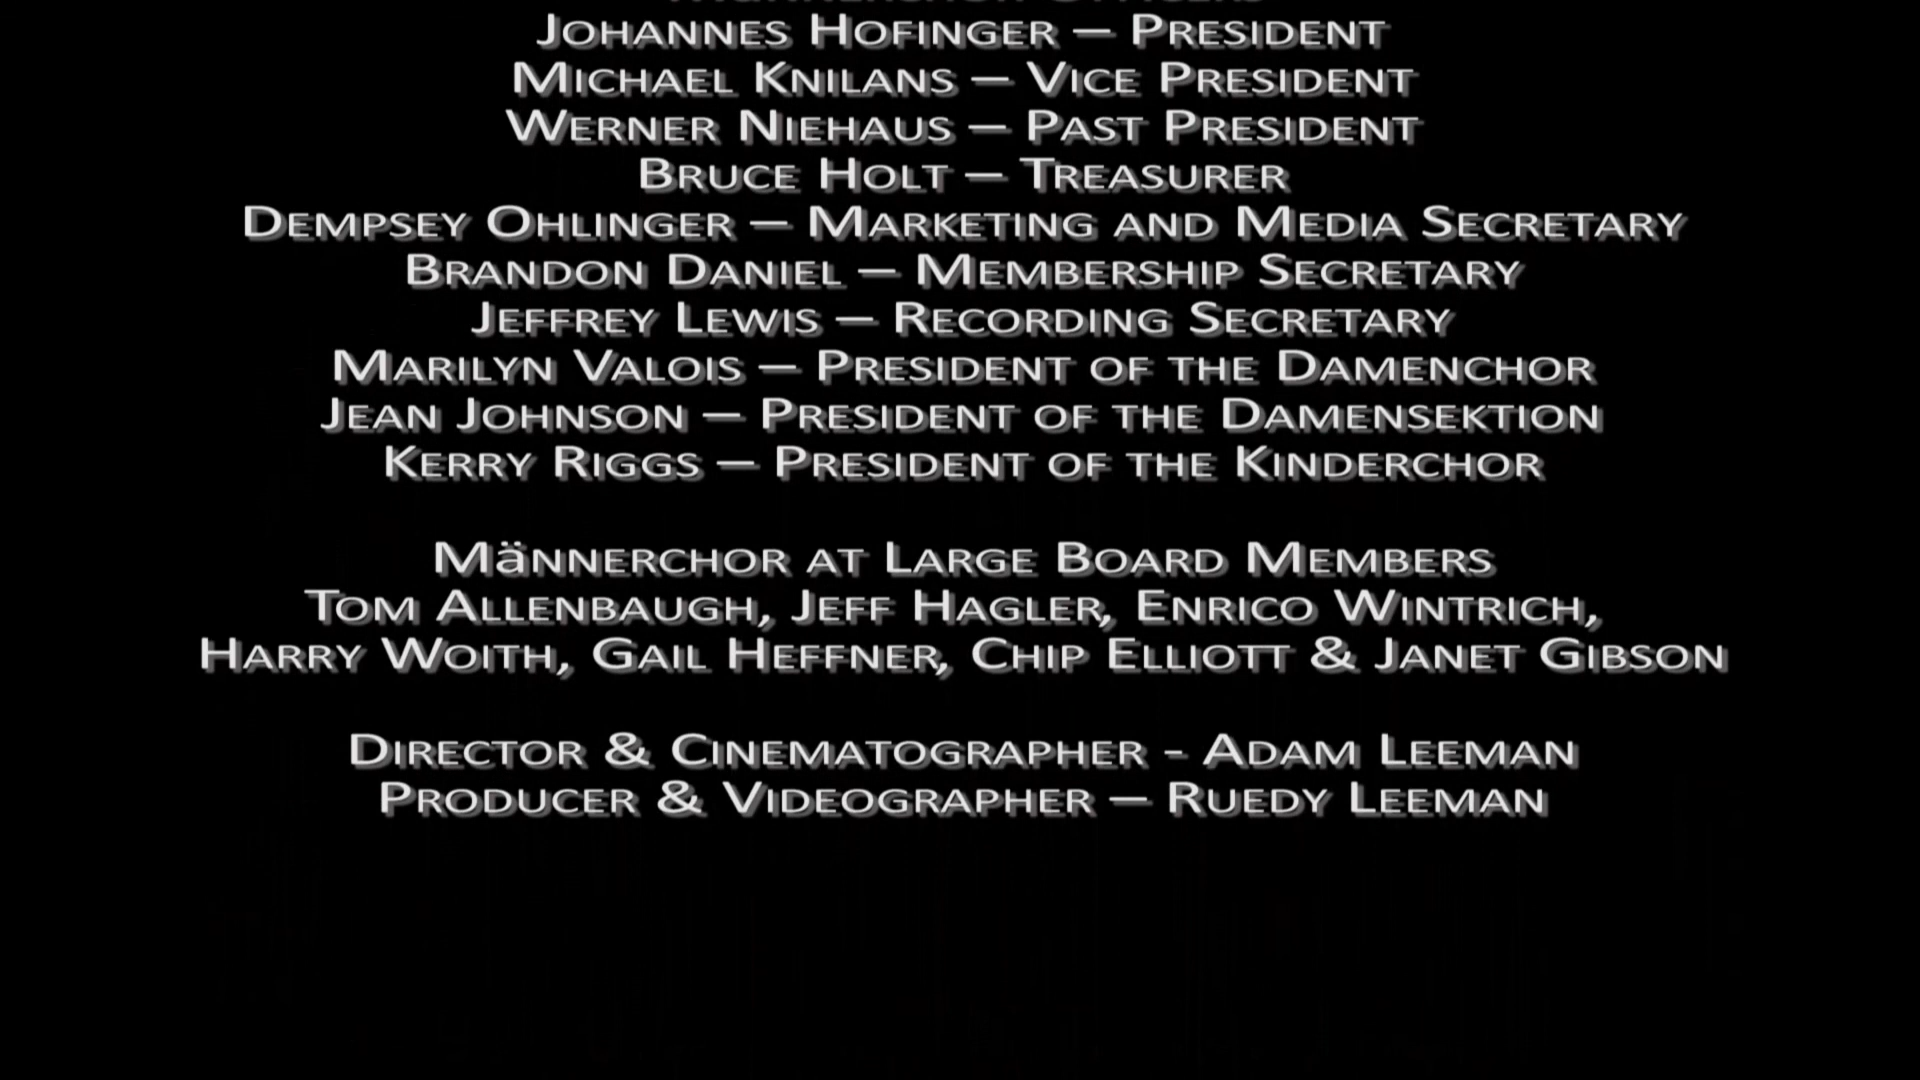 Johannes Hofinger – President
Michael Knilans – Vice President
Werner Niehaus – Past President
Bruce Holt – Treasurer
Dempsey Ohlinger – Marketing and Media Secretary
Brandon Daniel – Membership Secretary
Jeffrey Lewis – Recording Secretary
Marilyn Valois – President of the Damenchor
Jean Johnson – President of the Damensektion
Kerry Riggs – President of the Kinderchor
Männerchor at Large Board Members
Tom Allenbaugh, Jeff Hagler, Enrico Wintrich,
Harry Woith, Gail Heffner, Chip Elliott & Janet Gibson
Director & Cinematographer - Adam Leeman
Producer & Videographer – Ruedy Leeman